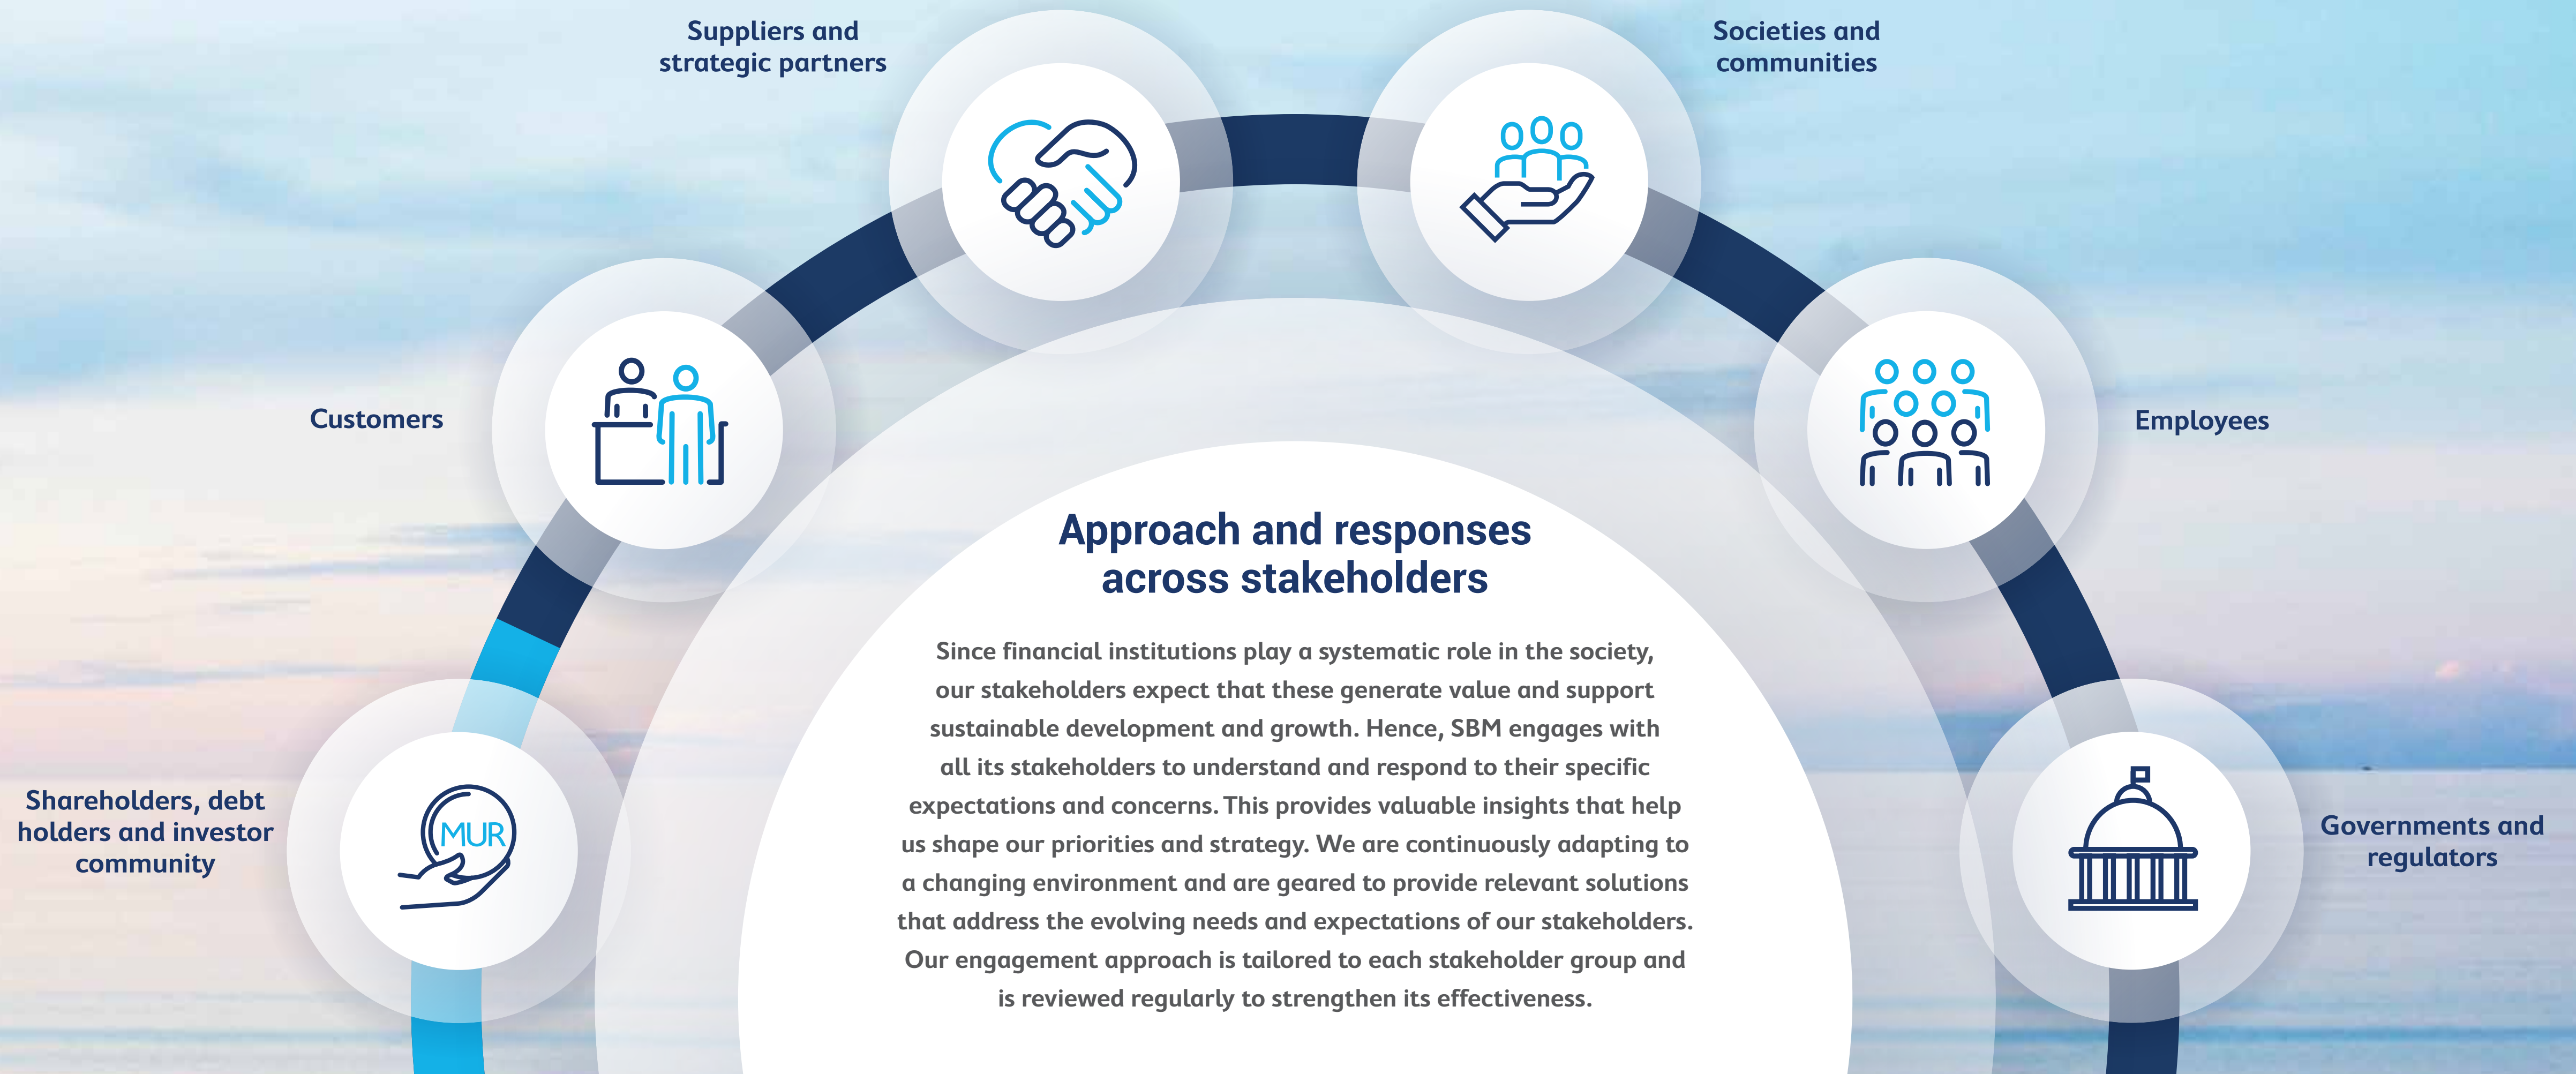 Suppliers and
strategic partners
Societies and
communities
Customers
Employees
Shareholders, debt
holders and investor
community
MUR
Governments and
regulators
Approach and responses
across stakeholders
Since financial institutions play a systematic role in the society,
our stakeholders expect that these generate value and support
sustainable development and growth. Hence, SBM engages with
all its stakeholders to understand and respond to their specific
expectations and concerns. This provides valuable insights that help
us shape our priorities and strategy. We are continuously adapting to
a changing environment and are geared to provide relevant solutions
that address the evolving needs and expectations of our stakeholders.
Our engagement approach is tailored to each stakeholder group and
is reviewed regularly to strengthen its effectiveness.